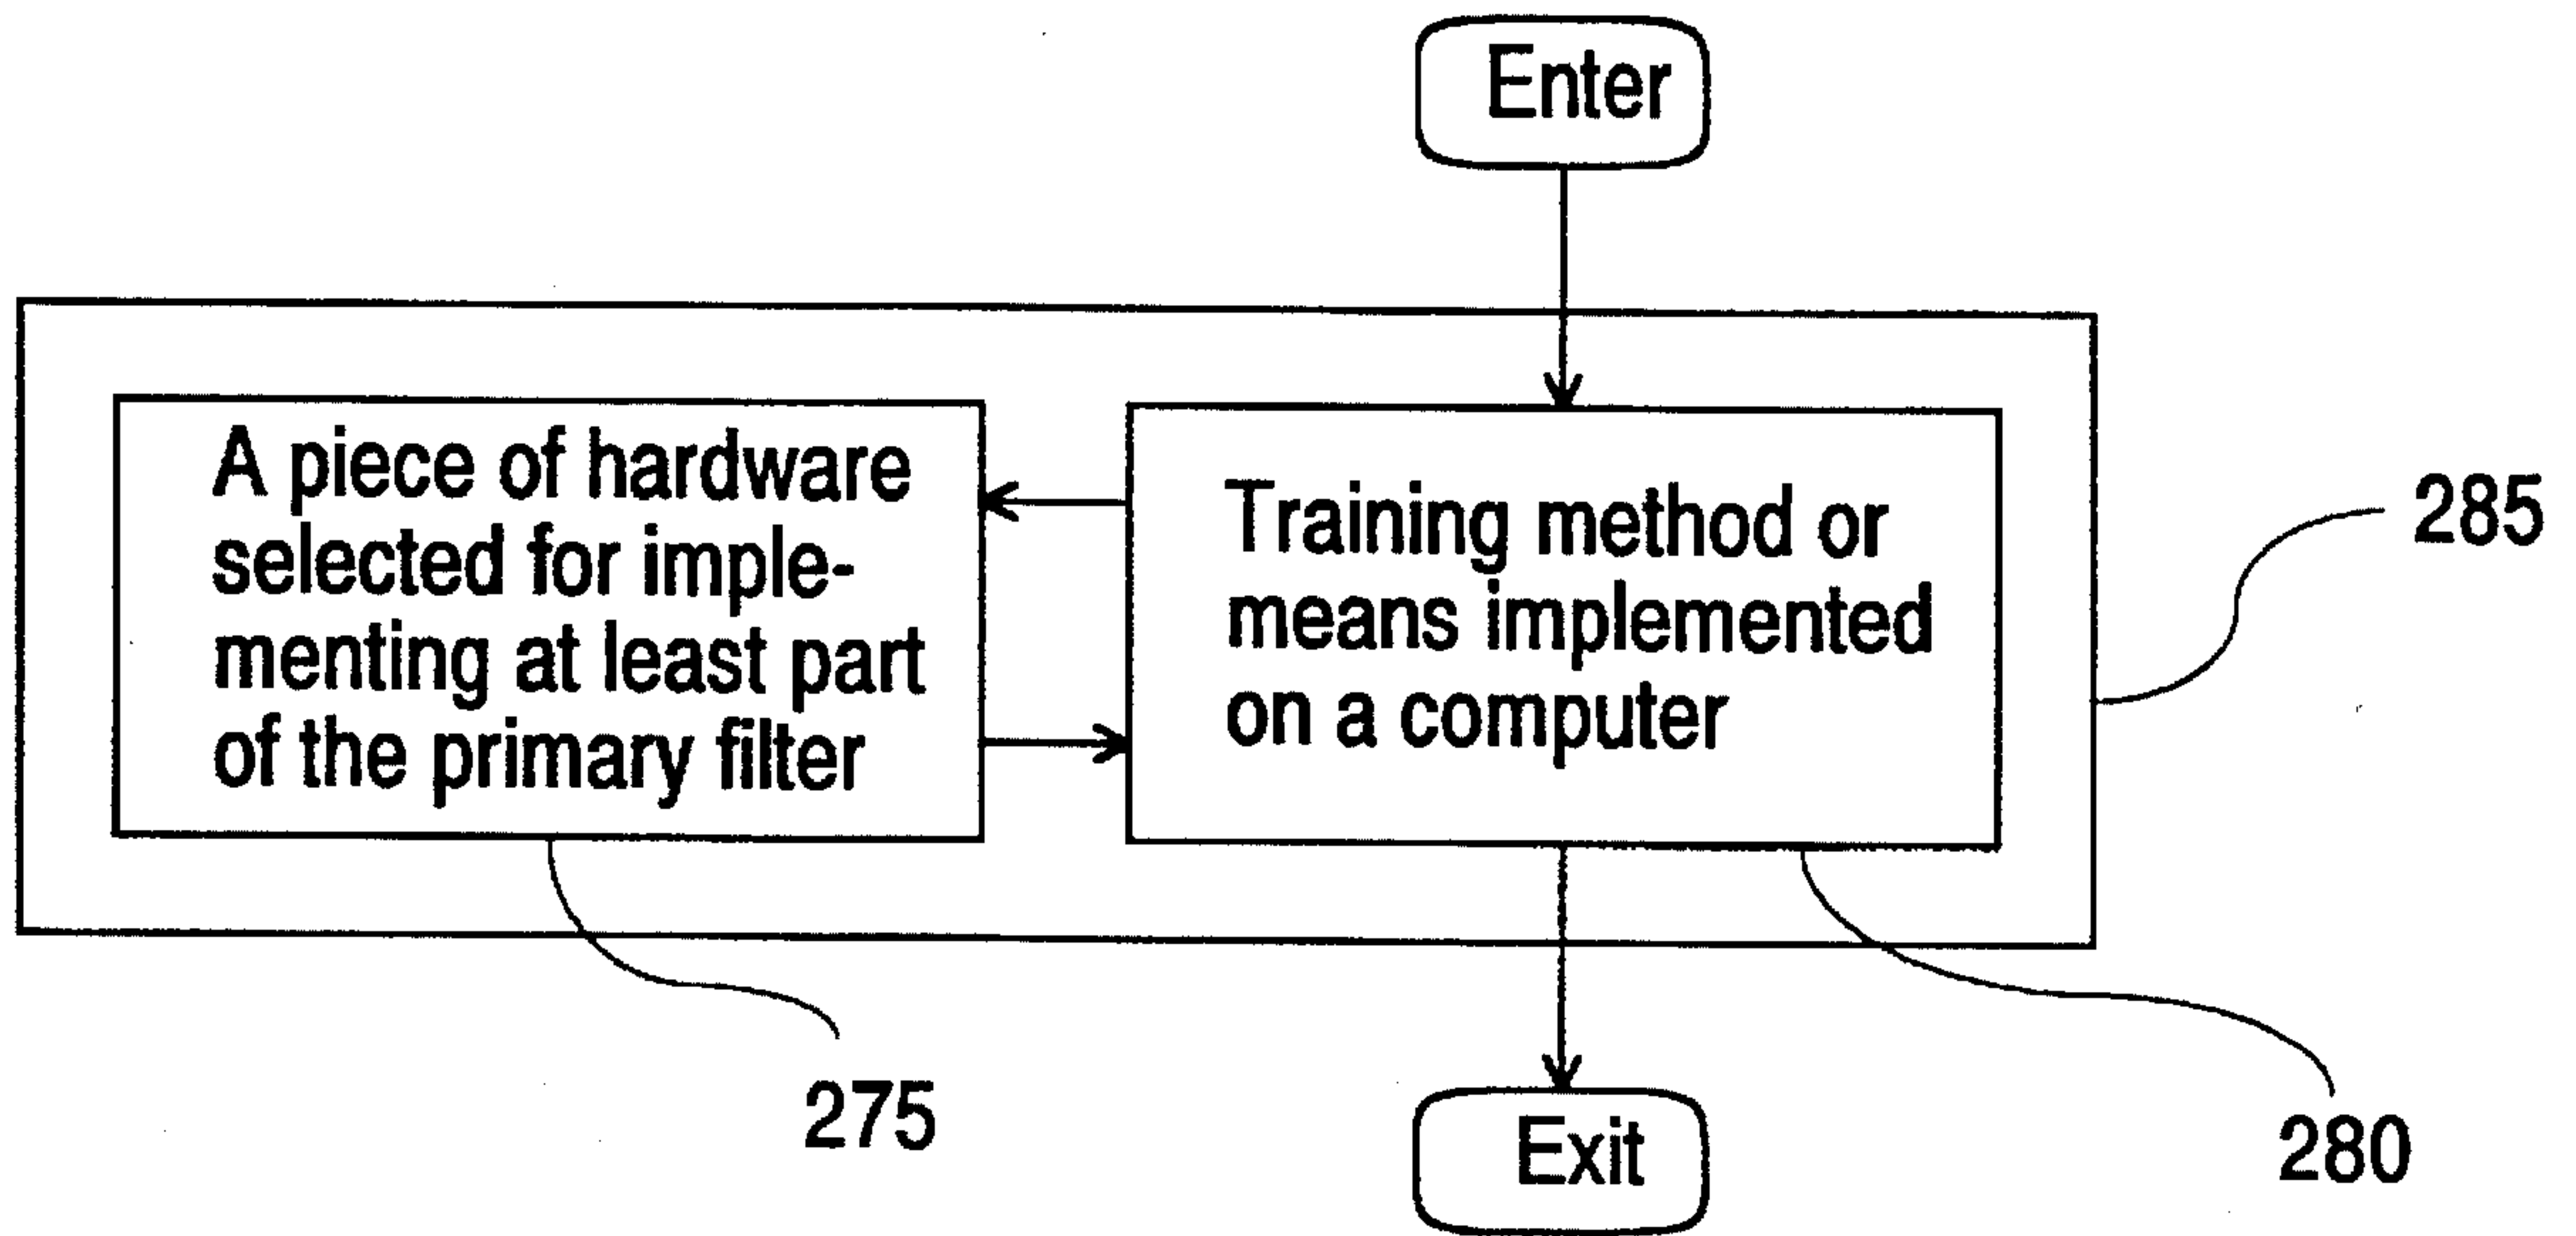 Enter
A piece of hardware
selected for imple-
menting at least part
of the primary filter
Training method or
means implemented
on a computer
285
275
280
Exit